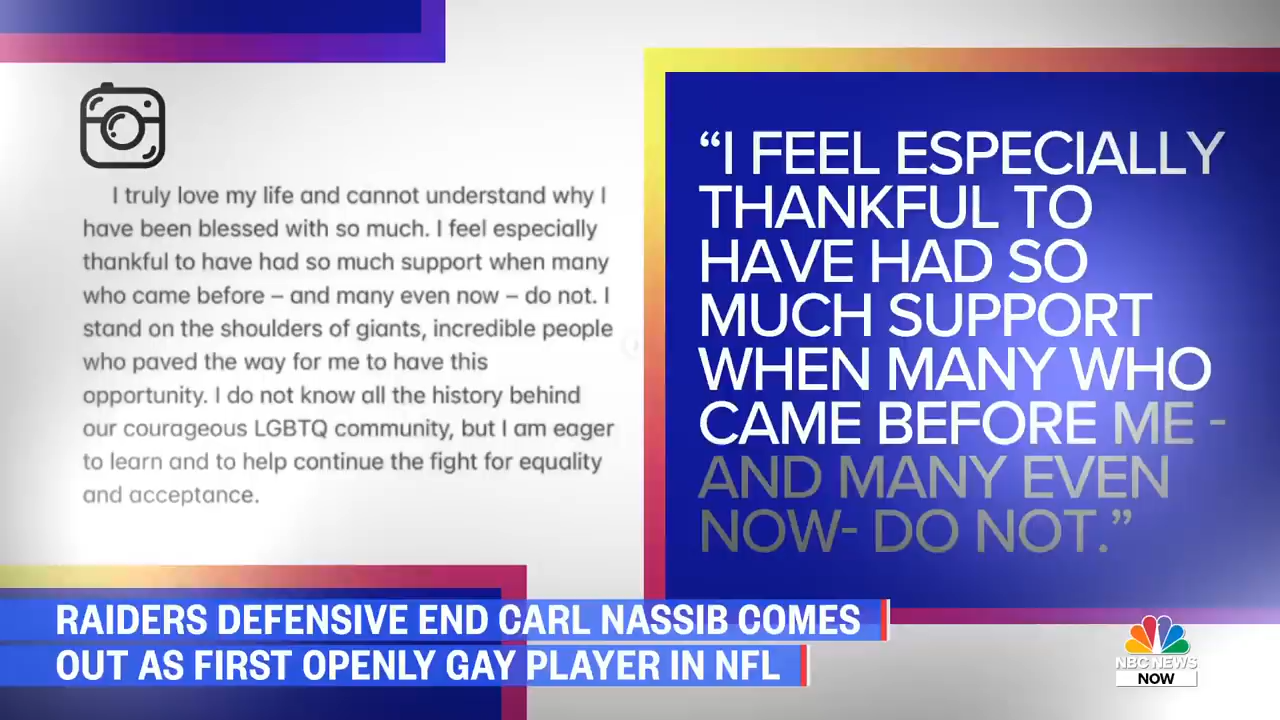 I truly love my life and cannot understand why I
have been blessed with so much. I feel especially
thankful to have had so much support when many
who came before – and many even now – do not. I
stand on the shoulders of giants, incredible people
who paved the way for me to have this
opportunity. I do not know all the history behind
our courageous LGBTQ community, but I am eager
to learn and to help continue the fight for equality
and acceptance.
“I FEEL ESPECIALLY
THANKFUL TO
HAVE HAD SO
MUCH SUPPORT
WHEN MANY WHO
CAME BEFORE ME -
AND MANY EVEN
NOW- DO NOT.”
RAIDERS DEFENSIVE END CARL NASSIB COMES
OUT AS FIRST OPENLY GAY PLAYER IN NFL
NBC NEWS
NOW